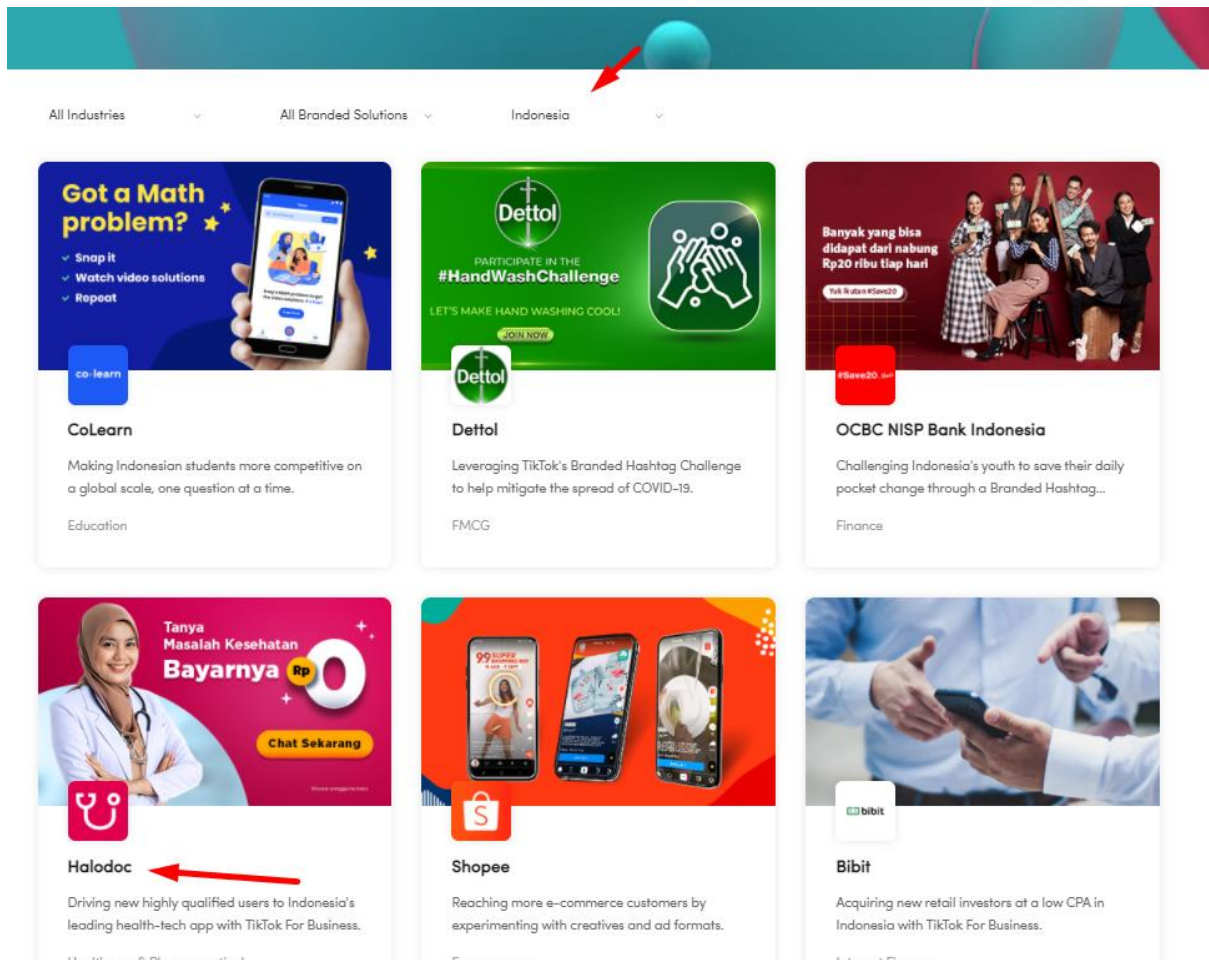 All Industries
All Branded Solutions
Indonesia
Got a Math
problem?
Snap it
Watch video solutions
Repeat
co-learn
CoLearn
Making Indonesian students more competitive on
a global scale, one question at a time.
Education
Dettol
PARTICIPATE IN THE
#HandWashChallenge
LET'S MAKE HAND WASHING COOL!
JOIN NOW
Dettol
Dettol
Leveraging TikTok's Branded Hashtag Challenge
to help mitigate the spread of COVID-19.
FMCG
Banyak yang bisa
didapat dari nabung
Rp20 ribu tiap hari
Yuk Ikutan #Save20
#Save20
OCBC NISP Bank Indonesia
Challenging Indonesia's youth to save their daily
pocket change through a Branded Hashtag...
Finance
Tanya
Masalah Kesehatan
Bayarnya Rp 0
Chat Sekarang
Halodoc
Driving new highly qualified users to Indonesia's
leading health-tech app with TikTok For Business.
9.9 SUPER
S
Shopee
Reaching more e-commerce customers by
experimenting with creatives and ad formats.
bibit
Bibit
Acquiring new retail investors at a low CPA in
Indonesia with TikTok For Business.